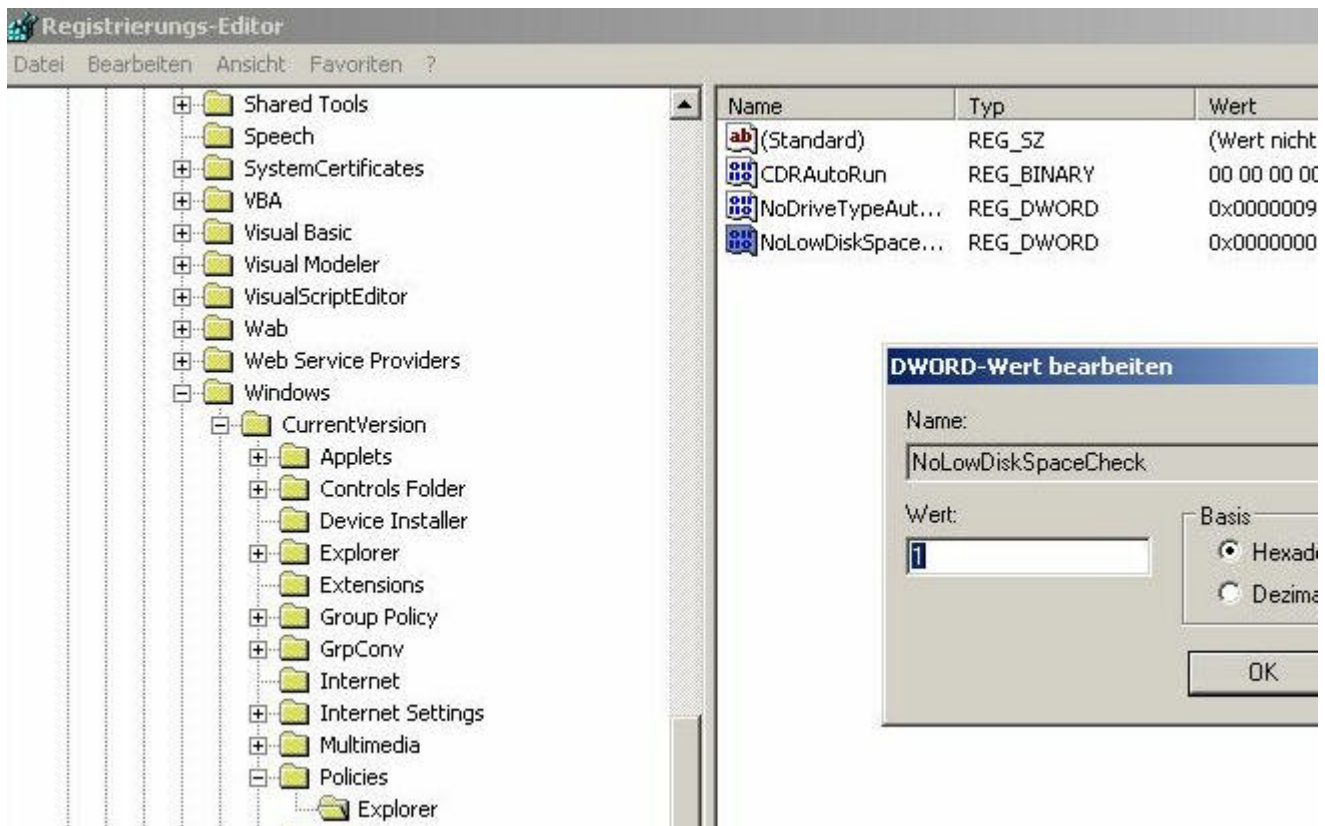 Registrierungs-Editor
Datei Bearbeiten Ansicht Favoriten ?
Shared Tools
Speech
SystemCertificates
VBA
Visual Basic
Visual Modeler
VisualScriptEditor
Wab
Web Service Providers
Windows
CurrentVersion
Applets
Controls Folder
Device Installer
Explorer
Extensions
Group Policy
GrpConv
Internet
Internet Settings
Multimedia
Policies
Explorer
Name Typ Wert
(Standard) REG_SZ (Wert nicht
CDRAutoRun REG_BINARY 00 00 00 00
NoDriveTypeAut... REG_DWORD 0x0000009
NoLowDiskSpace... REG_DWORD 0x0000000
DWORD-Wert bearbeiten
Name:
NoLowDiskSpaceCheck
Wert:
1
Basis
Hexade
Dezima
OK